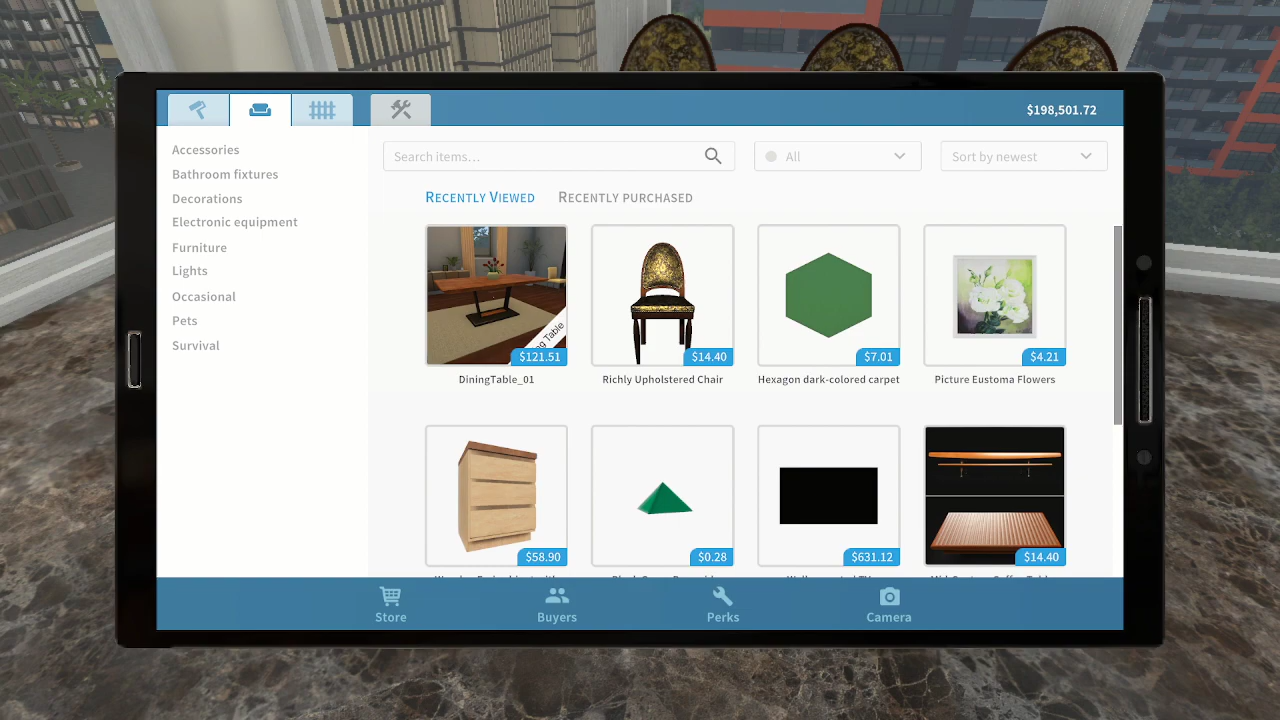 $198,501.72
Accessories
Bathroom fixtures
Decorations
Electronic equipment
Furniture
Lights
Occasional
Pets
Survival
Search items...
All
Sort by newest
Recently Viewed
Recently purchased
Table
$121.51
$14.40
$7.01
$4.21
DiningTable_01
Richly Upholstered Chair
Hexagon dark-colored carpet
Picture Eustoma Flowers
$58.90
$0.28
$631.12
$14.40
Store
Buyers
Perks
Camera